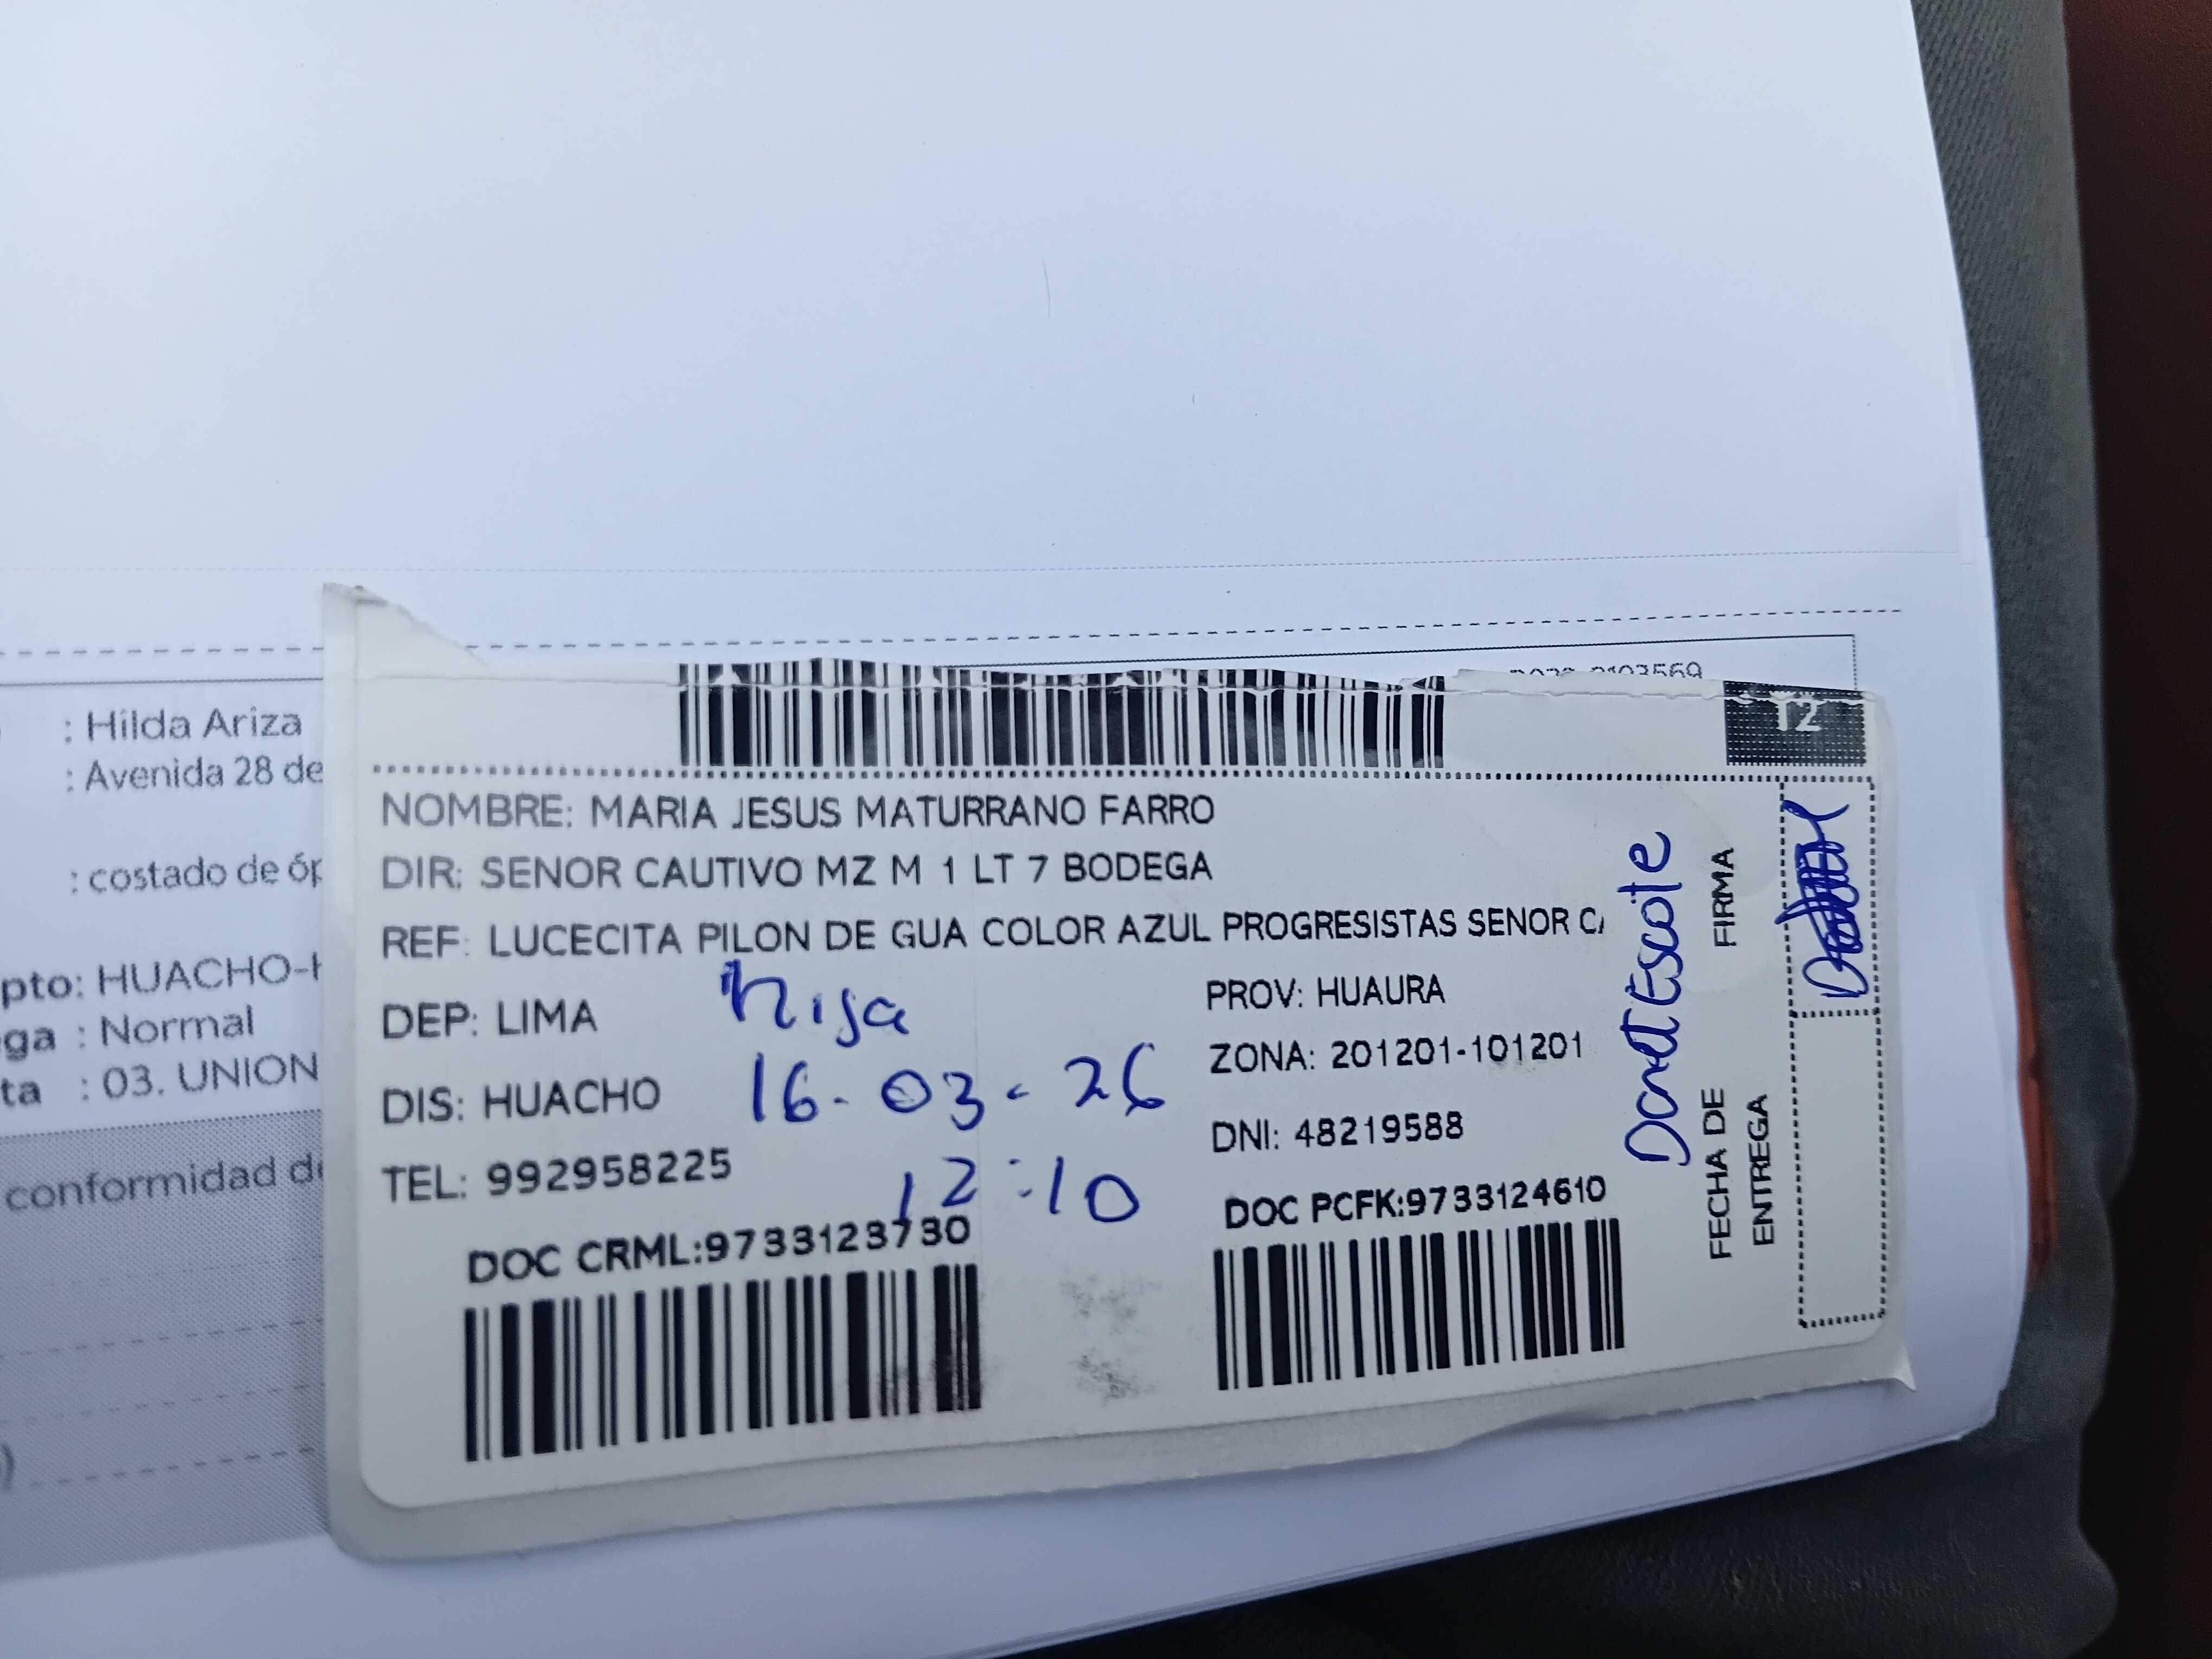 : Hilda Ariza
: Avenida 28 de
: costado de óp
pto: HUACHO-H
ga : Normal
ta : 03. UNION
conformidad de
T2
NOMBRE: MARIA JESUS MATURRANO FARRO
DIR: SENOR CAUTIVO MZ M 1 LT 7 BODEGA
REF: LUCECITA PILON DE GUA COLOR AZUL PROGRESISTAS SENOR CA
DEP: LIMA
hija
PROV: HUAURA
ZONA: 201201-101201
DIS: HUACHO
16-03-26
DNI: 48219588
TEL: 992958225
12:10
DOC CRML:9733123730
DOC PCFK:9733124610
FIRMA
FECHA DE
ENTREGA